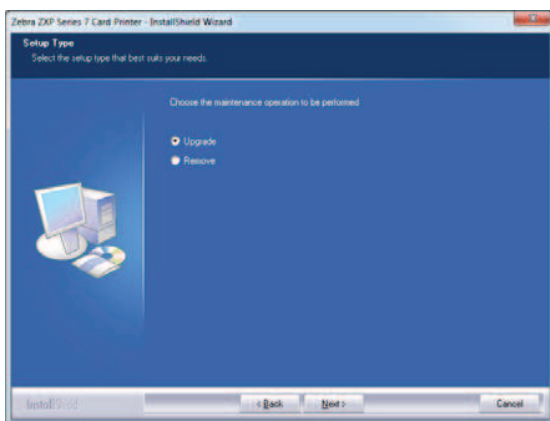 Zebra ZXP Series 7 Card Printer - InstallShield Wizard
Setup Type
Select the setup type that best suits your needs.
Choose the maintenance operation to be performed
Upgrade
Remove
InstallShield
< Back
Next >
Cancel